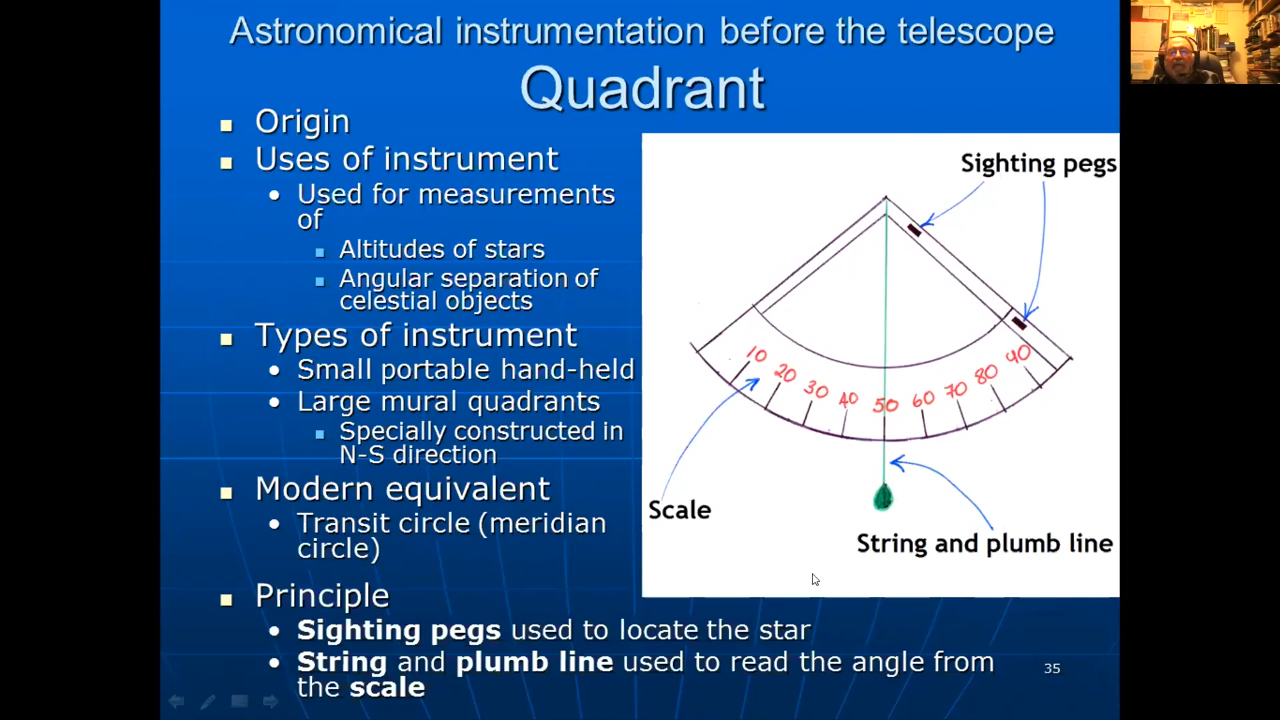 Astronomical instrumentation before the telescope
Quadrant
Origin
Uses of instrument
Used for measurements
of
Altitudes of stars
Angular separation of
celestial objects
Types of instrument
Small portable hand-held
Large mural quadrants
Specially constructed in
N-S direction
Modern equivalent
Transit circle (meridian
circle)
Principle
Sighting pegs used to locate the star
String and plumb line used to read the angle from
the scale
Sighting pegs
10 20 30 40 50 60 70 80 90
Scale
String and plumb line
35